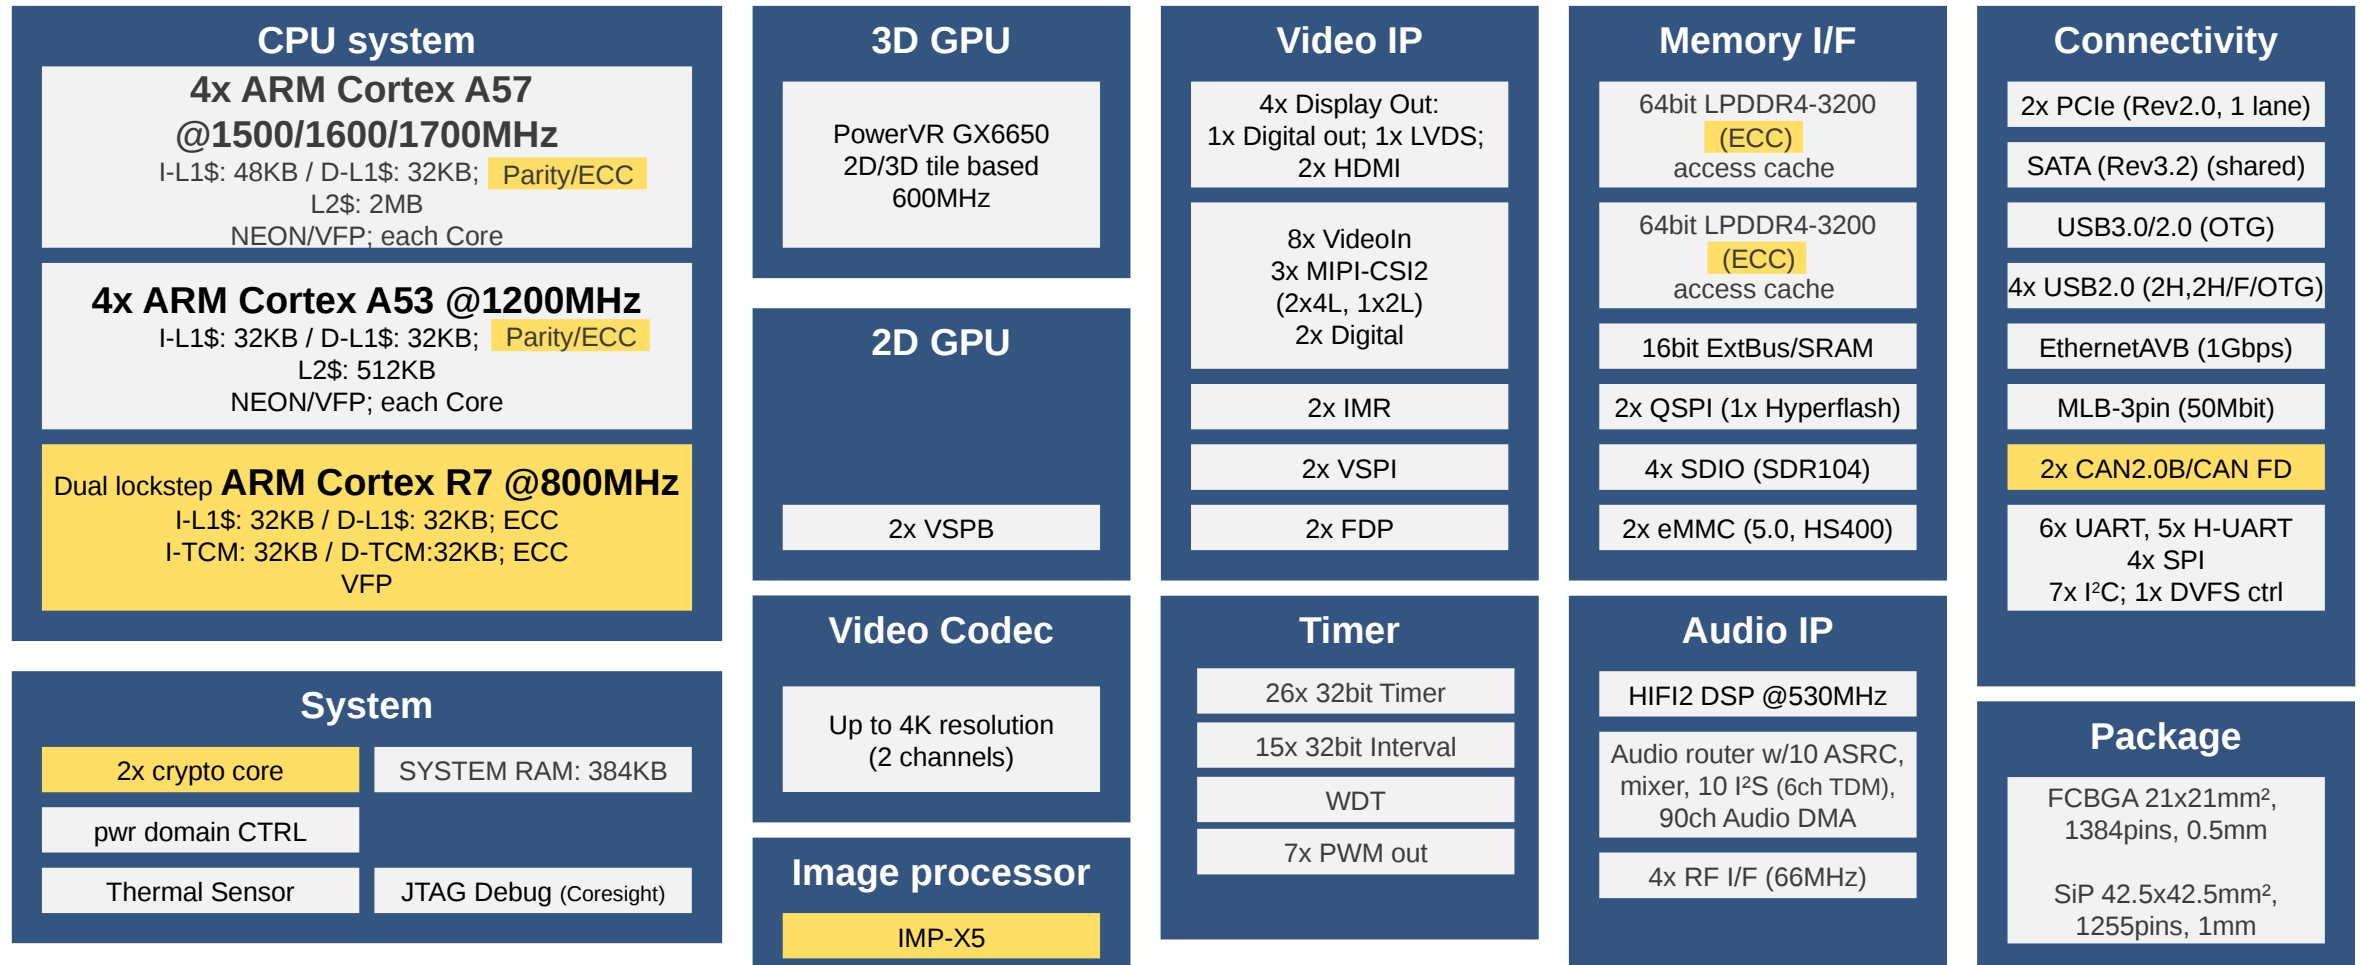 CPU system
4x ARM Cortex A57
@1500/1600/1700MHz
I-L1$: 48KB / D-L1$: 32KB; Parity/ECC
L2$: 2MB
NEON/VFP; each Core
4x ARM Cortex A53 @1200MHz
I-L1$: 32KB / D-L1$: 32KB; Parity/ECC
L2$: 512KB
NEON/VFP; each Core
Dual lockstep ARM Cortex R7 @800MHz
I-L1$: 32KB / D-L1$: 32KB; ECC
I-TCM: 32KB / D-TCM:32KB; ECC
VFP
System
2x crypto core
SYSTEM RAM: 384KB
pwr domain CTRL
Thermal Sensor
JTAG Debug (Coresight)
3D GPU
PowerVR GX6650
2D/3D tile based
600MHz
2D GPU
2x VSPB
Video Codec
Up to 4K resolution
(2 channels)
Image processor
IMP-X5
Video IP
4x Display Out:
1x Digital out; 1x LVDS;
2x HDMI
8x VideoIn
3x MIPI-CSI2
(2x4L, 1x2L)
2x Digital
2x IMR
2x VSPI
2x FDP
Timer
26x 32bit Timer
15x 32bit Interval
WDT
7x PWM out
Memory I/F
64bit LPDDR4-3200
(ECC)
access cache
64bit LPDDR4-3200
(ECC)
access cache
16bit ExtBus/SRAM
2x QSPI (1x Hyperflash)
4x SDIO (SDR104)
2x eMMC (5.0, HS400)
Audio IP
HIFI2 DSP @530MHz
Audio router w/10 ASRC,
mixer, 10 I²S (6ch TDM),
90ch Audio DMA
4x RF I/F (66MHz)
Connectivity
2x PCIe (Rev2.0, 1 lane)
SATA (Rev3.2) (shared)
USB3.0/2.0 (OTG)
4x USB2.0 (2H,2H/F/OTG)
EthernetAVB (1Gbps)
MLB-3pin (50Mbit)
2x CAN2.0B/CAN FD
6x UART, 5x H-UART
4x SPI
7x I²C; 1x DVFS ctrl
Package
FCBGA 21x21mm²,
1384pins, 0.5mm
SiP 42.5x42.5mm²,
1255pins, 1mm